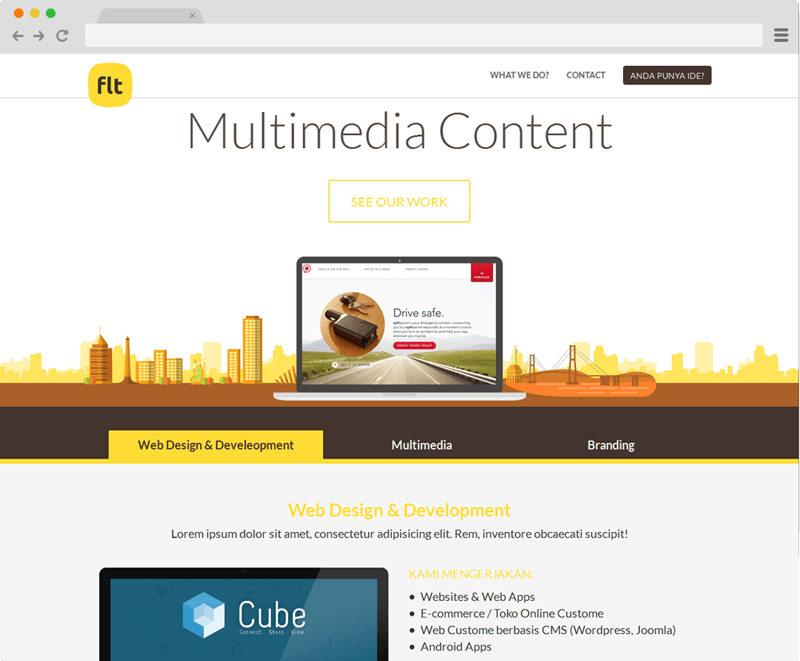 flt
WHAT WE DO?
CONTACT
ANDA PUNYA IDE?
Multimedia Content
SEE OUR WORK
Drive safe.
Web Design & Develeopment
Multimedia
Branding
Web Design & Development
Lorem ipsum dolor sit amet, consectetur adipisicing elit. Rem, inventore obcaecati suscipit!
Cube
Connect. Share. View.
KAMI MENGERJAKAN:
Websites & Web Apps
E-commerce / Toko Online Custome
Web Custome berbasis CMS (Wordpress, Joomla)
Android Apps